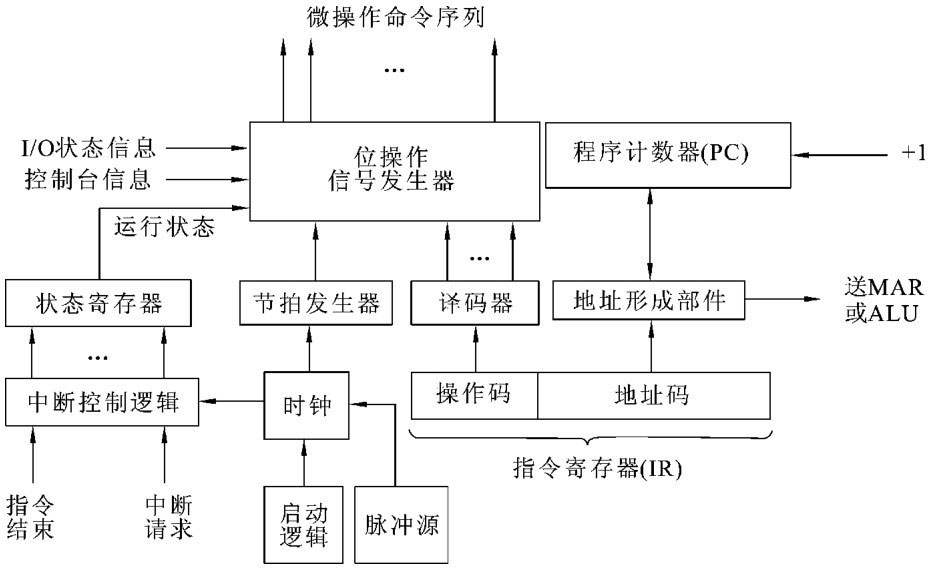 微操作命令序列
...
I/O状态信息
控制台信息
运行状态
位操作
信号发生器
程序计数器(PC)
+1
...
状态寄存器
节拍发生器
译码器
地址形成部件
送MAR
或ALU
...
中断控制逻辑
时钟
操作码
地址码
指令寄存器(IR)
指令
结束
中断
请求
启动
逻辑
脉冲源